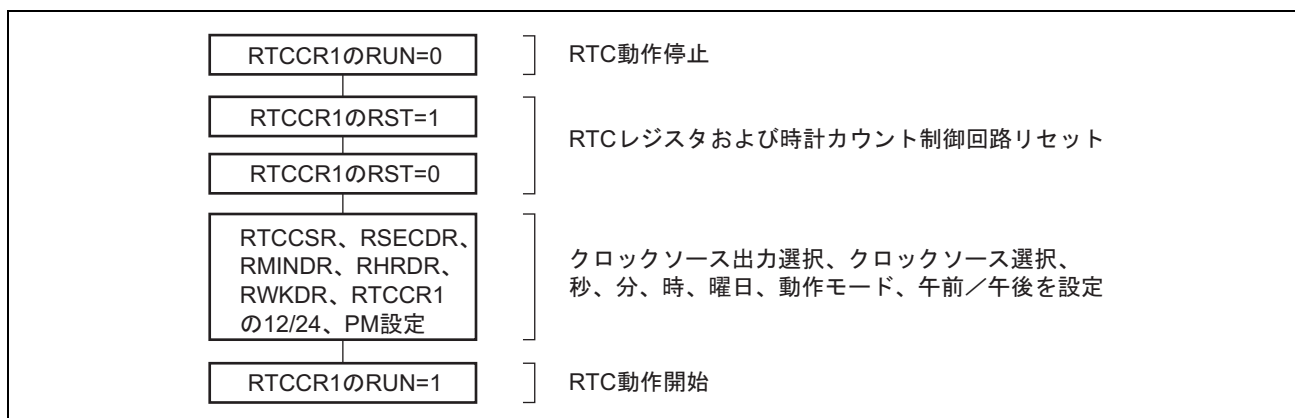 RTCCR1のRUN=0
RTC動作停止
RTCCR1のRST=1
RTCCR1のRST=0
RTCレジスタおよび時計カウント制御回路リセット
RTCCSR、RSECDR、
RMINDR、RHRDR、
RWKDR、RTCCR1
の12/24、PM設定
クロックソース出力選択、クロックソース選択、
秒、分、時、曜日、動作モード、午前／午後を設定
RTCCR1のRUN=1
RTC動作開始